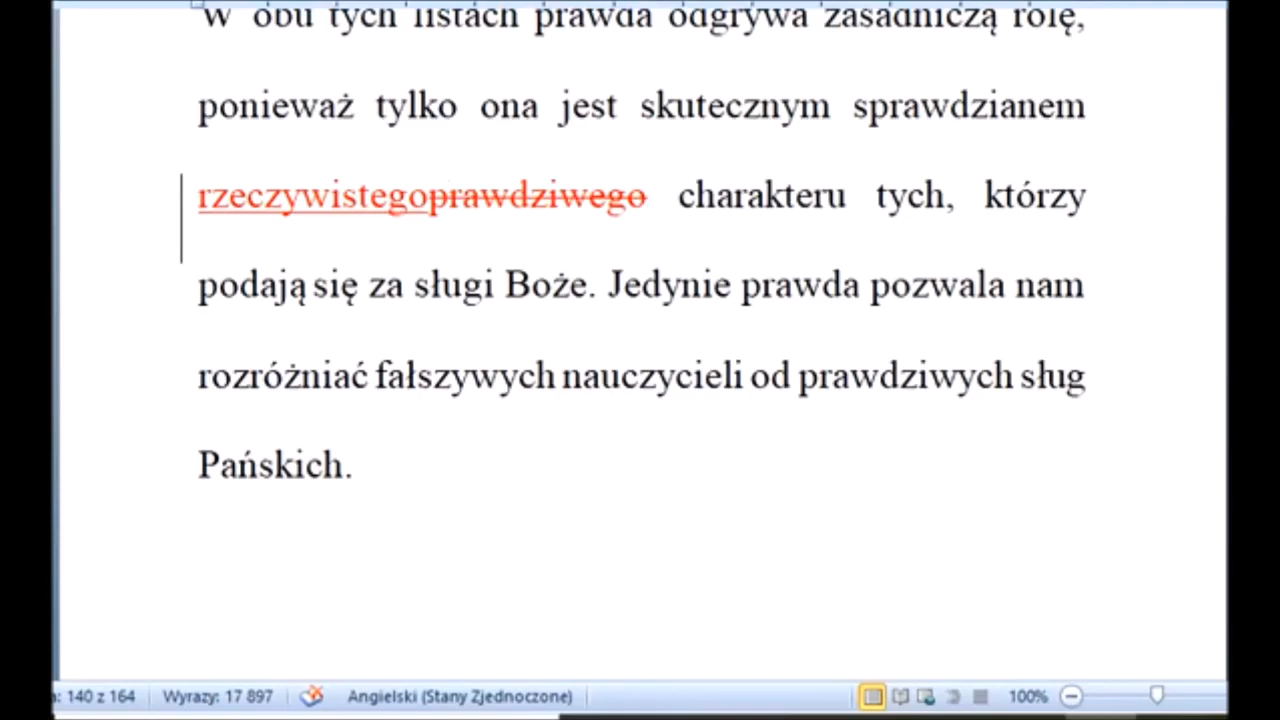 W obu tych listach prawda odgrywa zasadniczą rolę,
ponieważ tylko ona jest skutecznym sprawdzianem
rzeczywistegoprawdziwego charakteru tych, którzy
podają się za sługi Boże. Jedynie prawda pozwala nam
rozróżniać fałszywych nauczycieli od prawdziwych sług
Pańskich.
: 140 z 164 Wyrazy: 17 897 Angielski (Stany Zjednoczone) 100%